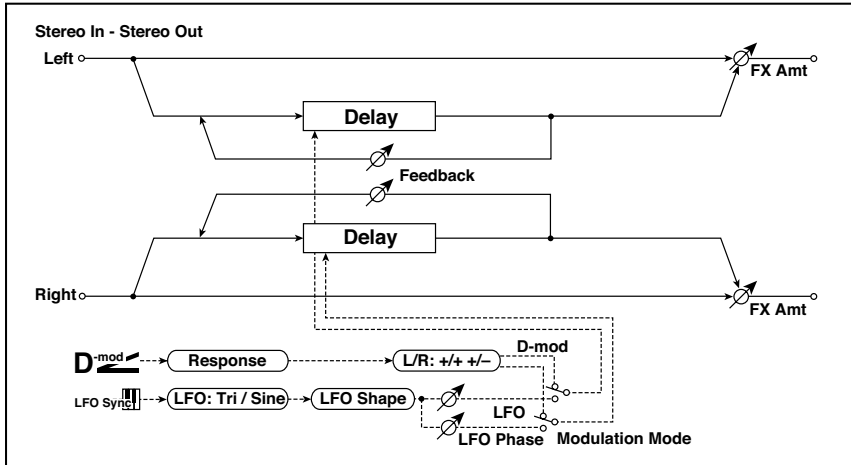 Stereo In - Stereo Out
Left
FX Amt
Delay
Feedback
Delay
Right
FX Amt
D-mod
D-mod
Response
L/R: +/+ +/–
LFO Sync
LFO: Tri / Sine
LFO Shape
LFO
LFO Phase
Modulation Mode